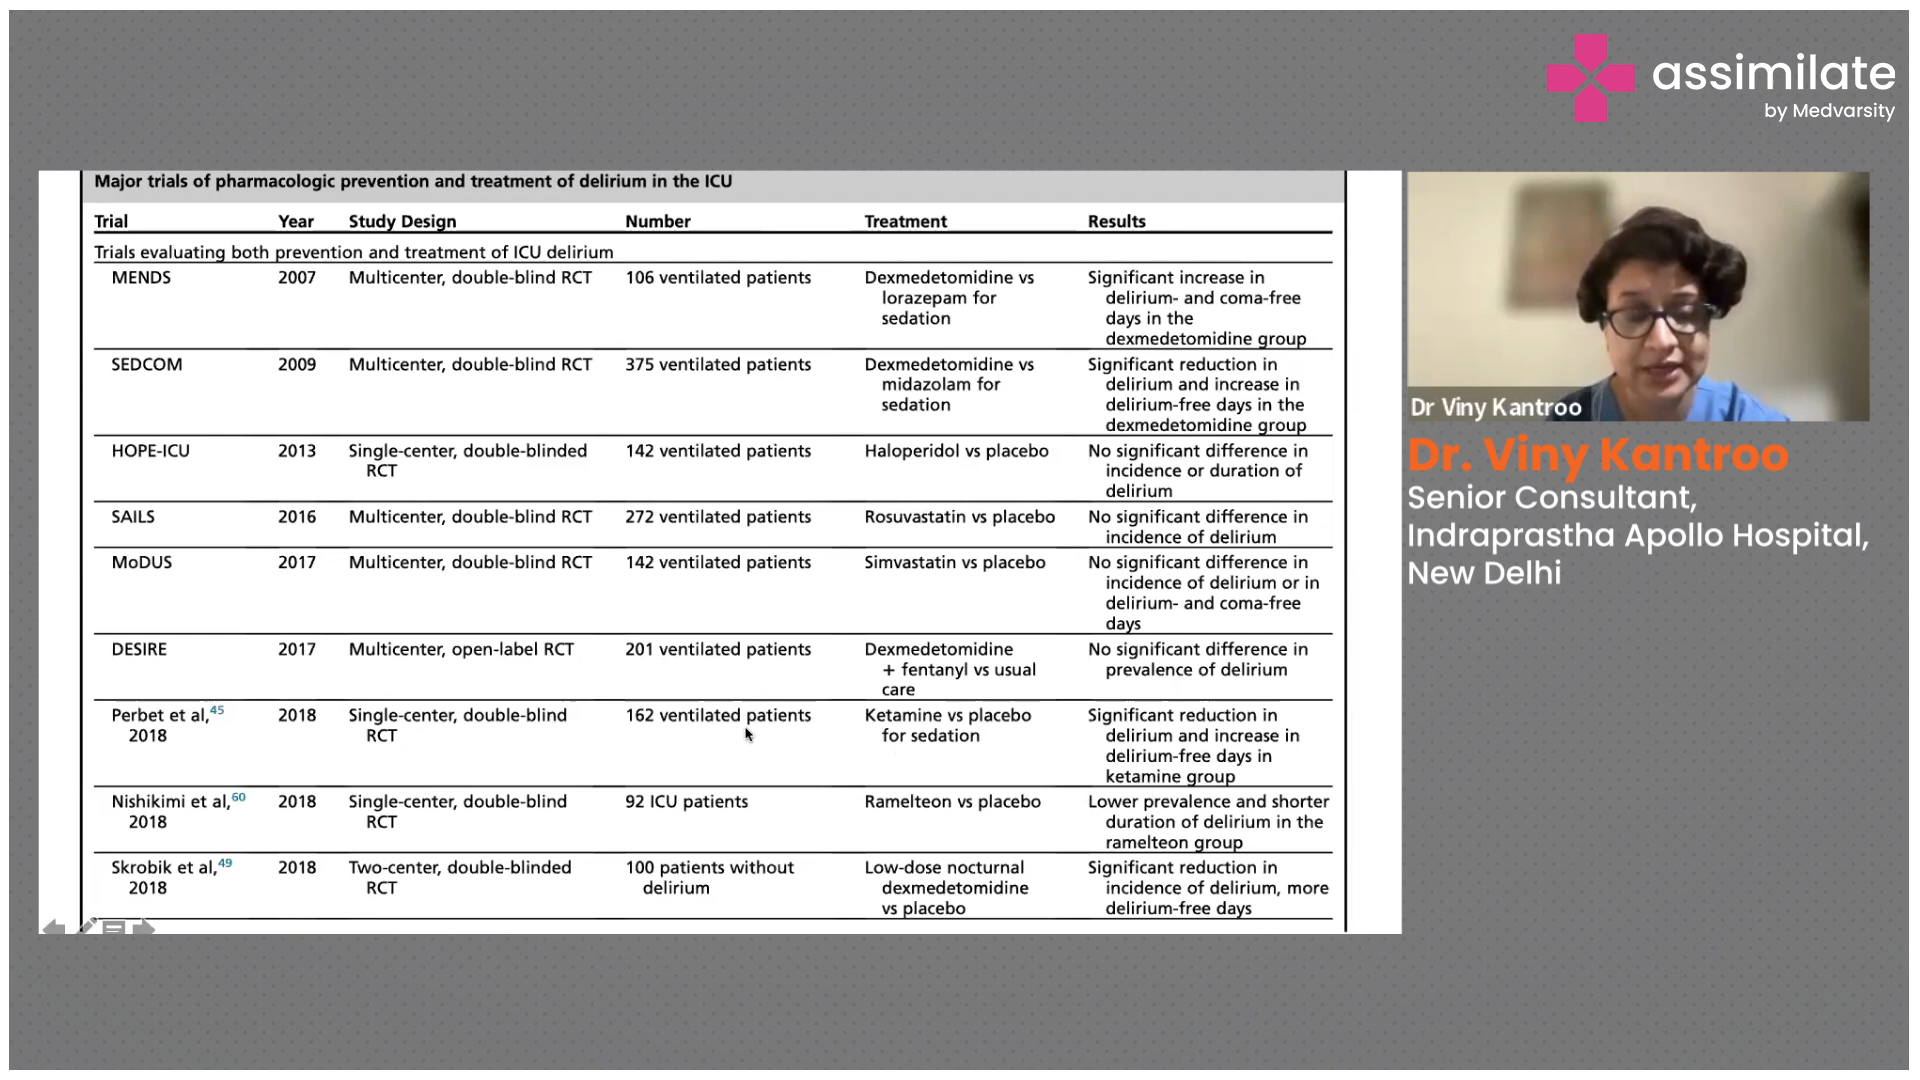 assimilate
by Medvarsity
Major trials of pharmacologic prevention and treatment of delirium in the ICU
Trial Year Study Design Number Treatment Results
Trials evaluating both prevention and treatment of ICU delirium
MENDS 2007 Multicenter, double-blind RCT 106 ventilated patients Dexmedetomidine vs Significant increase in
lorazepam for delirium- and coma-free
sedation days in the
dexmedetomidine group
SEDCOM 2009 Multicenter, double-blind RCT 375 ventilated patients Dexmedetomidine vs Significant reduction in
midazolam for delirium and increase in
sedation delirium-free days in the
dexmedetomidine group
HOPE-ICU 2013 Single-center, double-blinded 142 ventilated patients Haloperidol vs placebo No significant difference in
RCT incidence or duration of
delirium
SAILS 2016 Multicenter, double-blind RCT 272 ventilated patients Rosuvastatin vs placebo No significant difference in
incidence of delirium
MoDUS 2017 Multicenter, double-blind RCT 142 ventilated patients Simvastatin vs placebo No significant difference in
incidence of delirium or in
delirium- and coma-free
days
DESIRE 2017 Multicenter, open-label RCT 201 ventilated patients Dexmedetomidine No significant difference in
+ fentanyl vs usual prevalence of delirium
care
Perbet et al,45 2018 Single-center, double-blind 162 ventilated patients Ketamine vs placebo Significant reduction in
2018 RCT for sedation delirium and increase in
delirium-free days in
ketamine group
Nishikimi et al,60 2018 Single-center, double-blind 92 ICU patients Ramelteon vs placebo Lower prevalence and shorter
2018 RCT duration of delirium in the
ramelteon group
Skrobik et al,49 2018 Two-center, double-blinded 100 patients without Low-dose nocturnal Significant reduction in
2018 RCT delirium dexmedetomidine incidence of delirium, more
vs placebo delirium-free days
Dr Viny Kantroo
Dr. Viny Kantroo
Senior Consultant,
Indraprastha Apollo Hospital,
New Delhi